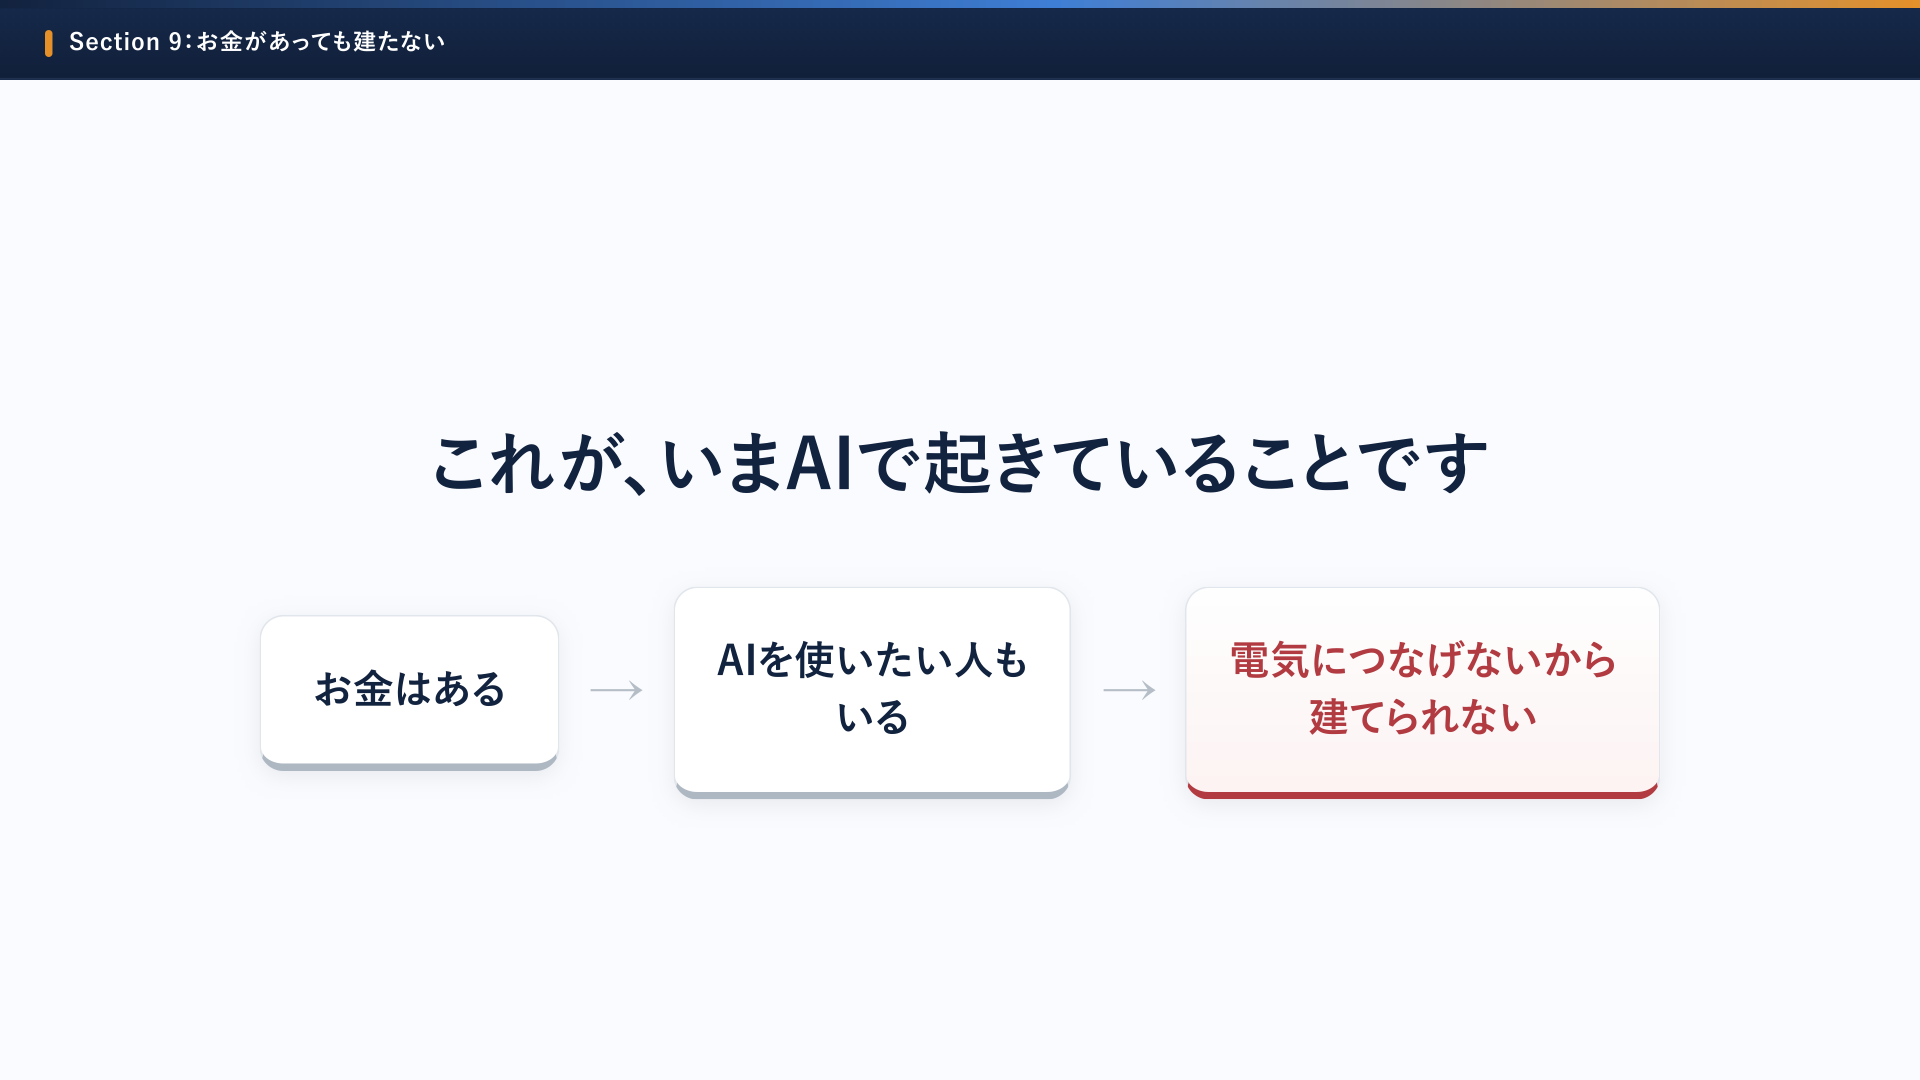 Section 9：お金があっても建たない
これが、いまAIで起きていることです
お金はある
→
AIを使いたい人も
いる
→
電気につなげないから
建てられない